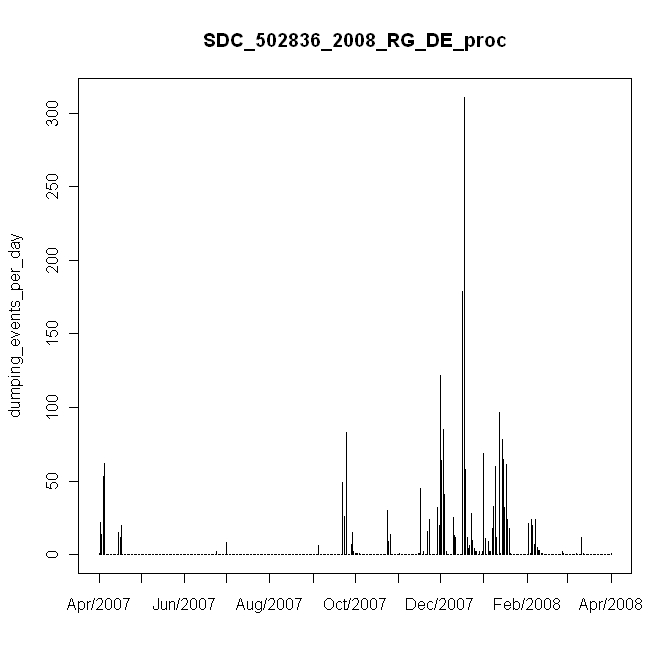 SDC_502836_2008_RG_DE_proc
dumping_events_per_day
300
250
200
150
100
50
0
Apr/2007 Jun/2007 Aug/2007 Oct/2007 Dec/2007 Feb/2008 Apr/2008